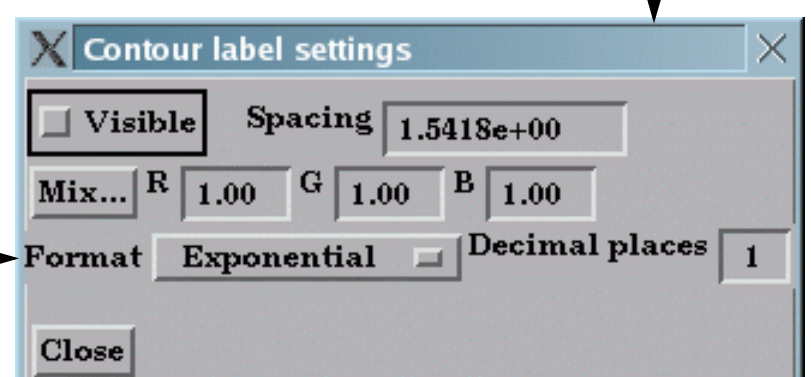 Contour label settings
Visible Spacing 1.5418e+00
Mix... R 1.00 G 1.00 B 1.00
Format Exponential Decimal places 1
Close